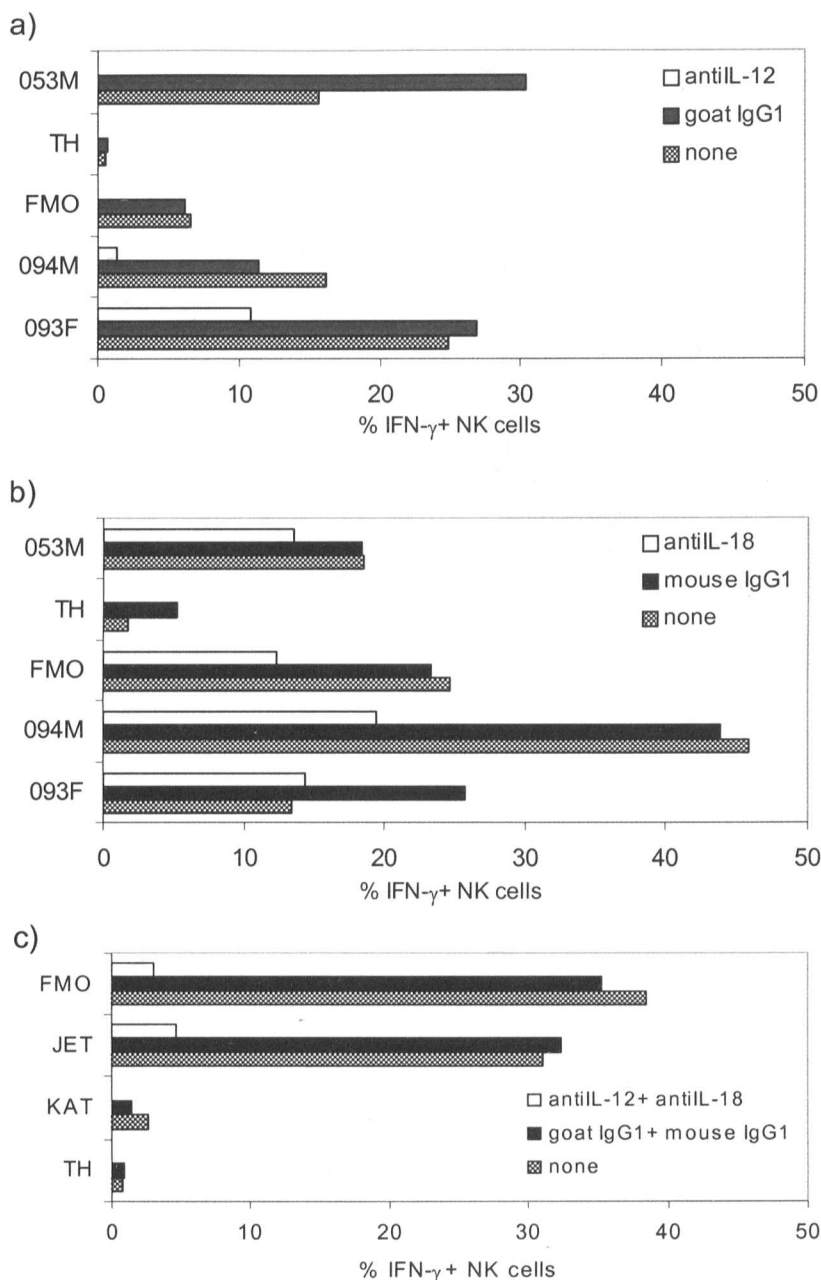 a)
053M
TH
FMO
094M
093F
antiIL-12
goat IgG1
none
0 10 20 30 40 50
% IFN-γ+ NK cells
b)
053M
TH
FMO
094M
093F
antiIL-18
mouse IgG1
none
0 10 20 30 40 50
% IFN-γ+ NK cells
c)
FMO
JET
KAT
TH
antiIL-12+ antiIL-18
goat IgG1+ mouse IgG1
none
0 10 20 30 40 50
% IFN-γ+ NK cells